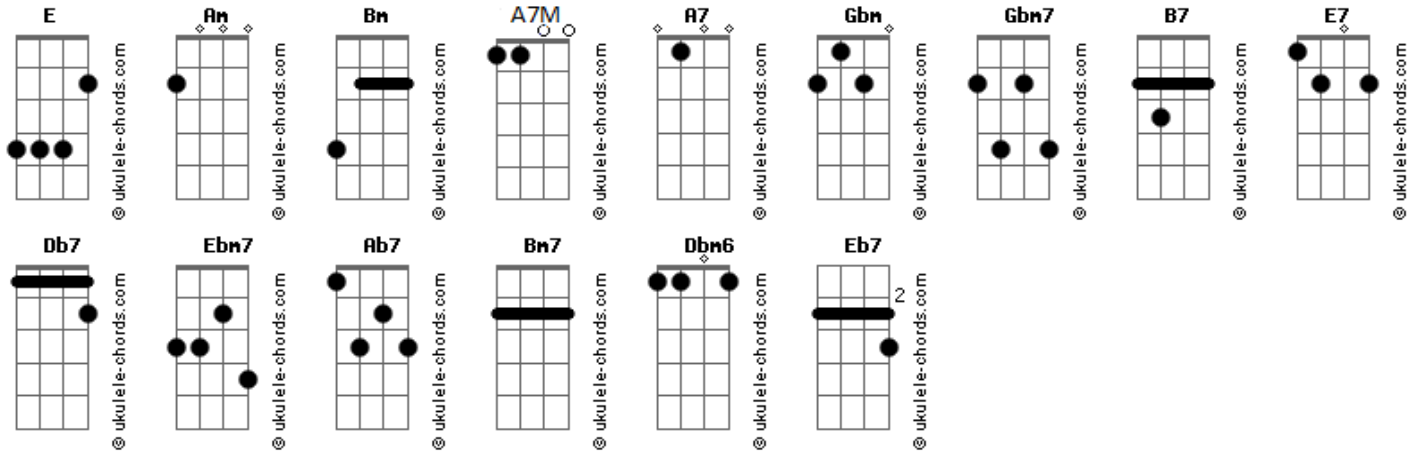 E Am Bm A7M A7 Gbm Gbm7 B7 E7
© ukulele-chords.com © ukulele-chords.com © ukulele-chords.com © ukulele-chords.com © ukulele-chords.com © ukulele-chords.com © ukulele-chords.com © ukulele-chords.com © ukulele-chords.com
Db7 Ebm7 Ab7 Bm7 Dbm6 Eb7
2
© ukulele-chords.com © ukulele-chords.com © ukulele-chords.com © ukulele-chords.com © ukulele-chords.com © ukulele-chords.com